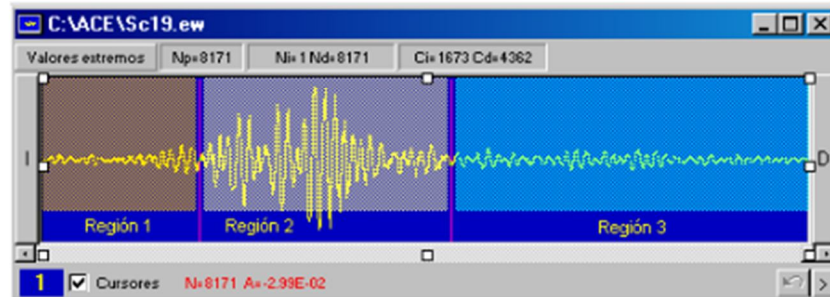 C:\ACE\Sc19.ew
Valores extremos Np=8171 Ni=1 Nd=8171 Ci=1673 Cd=4362
I D
Región 1 Región 2 Región 3
1 Cursores N=8171 A=-2.99E-02